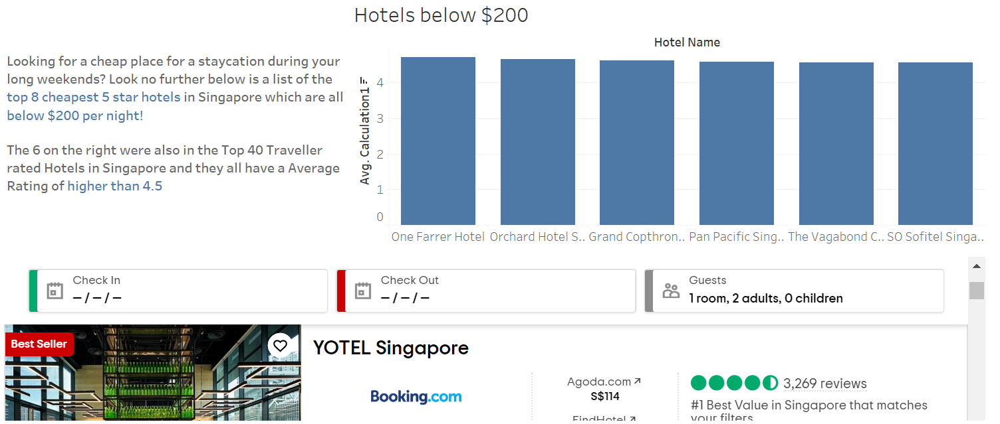 Hotels below $200
Looking for a cheap place for a staycation during your
long weekends? Look no further below is a list of the
top 8 cheapest 5 star hotels in Singapore which are all
below $200 per night!
The 6 on the right were also in the Top 40 Traveller
rated Hotels in Singapore and they all have a Average
Rating of higher than 4.5
Hotel Name
Avg. Calculation1
4
3
2
1
0
One Farrer Hotel
Orchard Hotel S..
Grand Copthron..
Pan Pacific Sing..
The Vagabond C..
SO Sofitel Singa..
Check In
– / – / –
Check Out
– / – / –
Guests
1 room, 2 adults, 0 children
Best Seller
YOTEL Singapore
Booking.com
Agoda.com
S$114
FindHotel
3,269 reviews
#1 Best Value in Singapore that matches
your filters